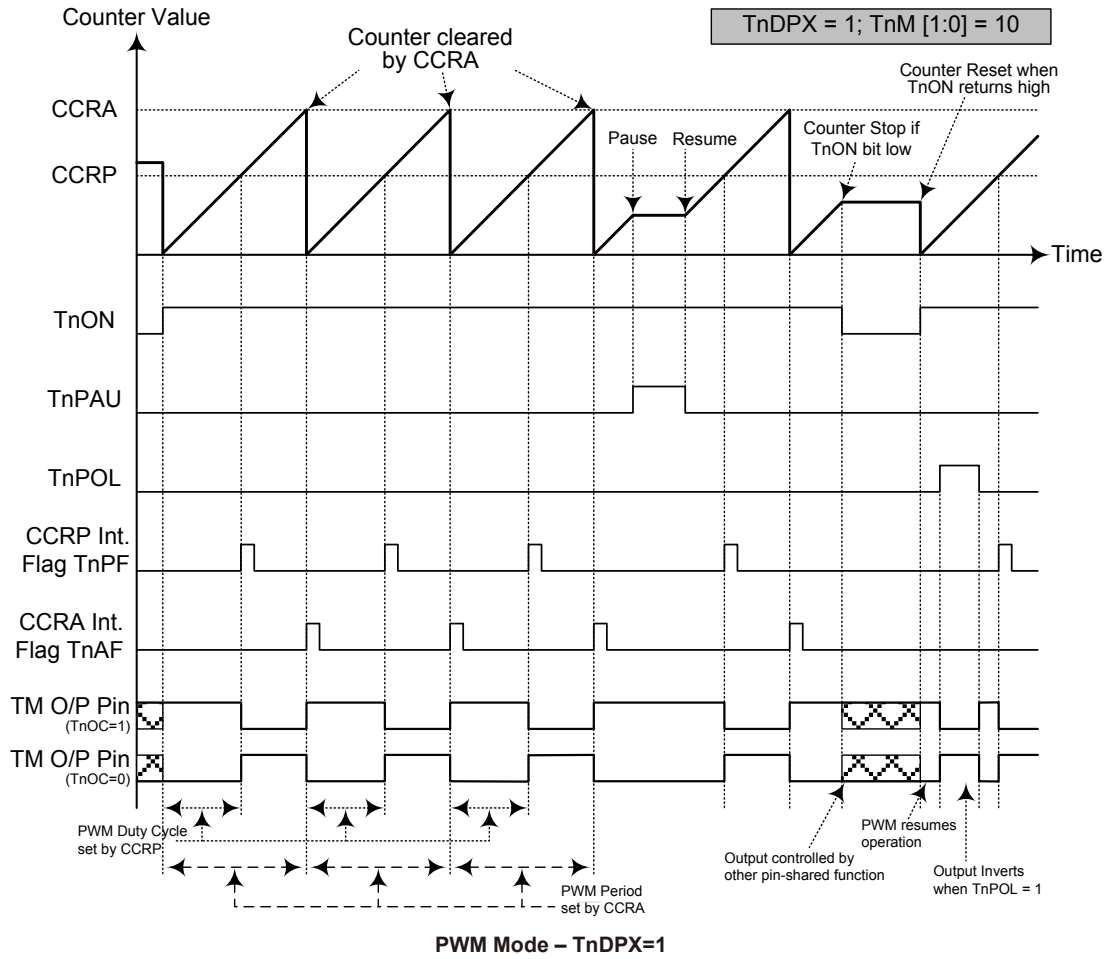 Counter Value
TnDPX = 1; TnM [1:0] = 10
Counter cleared
by CCRA
Counter Reset when
TnON returns high
CCRA
Counter Stop if
TnON bit low
Pause
Resume
CCRP
Time
TnON
TnPAU
TnPOL
CCRP Int.
Flag TnPF
CCRA Int.
Flag TnAF
TM O/P Pin
(TnOC=1)
TM O/P Pin
(TnOC=0)
PWM Duty Cycle
set by CCRP
PWM resumes
operation
Output controlled by
other pin-shared function
Output Inverts
when TnPOL = 1
PWM Period
set by CCRA
PWM Mode – TnDPX=1